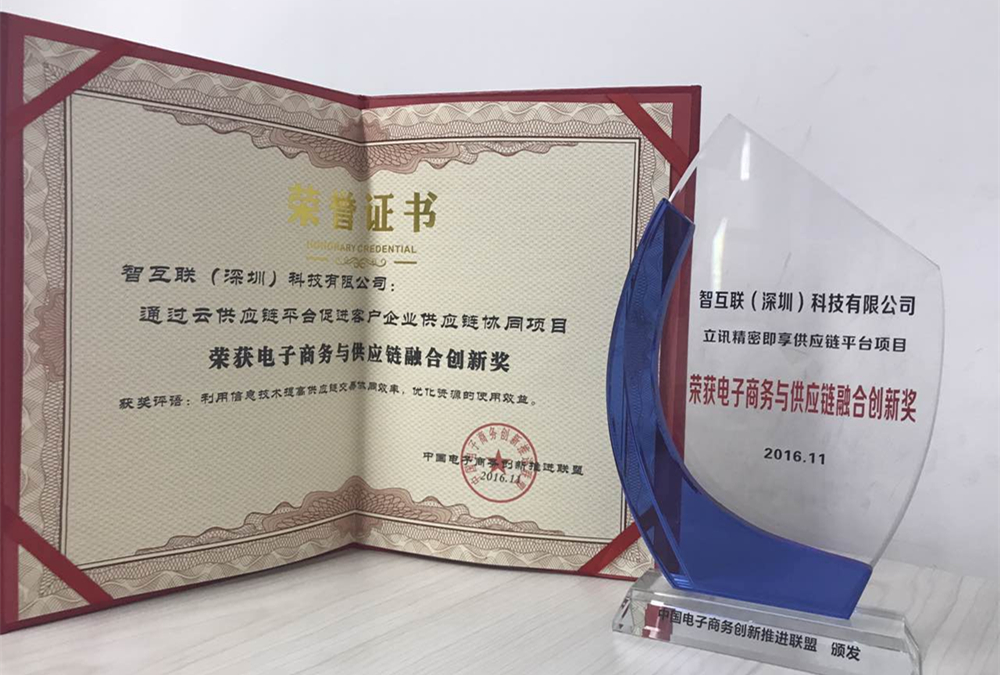 荣誉证书
HONORARY CREDENTIAL
智互联（深圳）科技有限公司：
通过云供应链平台促进客户企业供应链协同项目
荣获电子商务与供应链融合创新奖
获奖评语：利用信息技术提高供应链交易协同效率，优化资源的使用效益。
中国电子商务创新推进联盟
2016.11
智互联（深圳）科技有限公司
立讯精密即享供应链平台项目
荣获电子商务与供应链融合创新奖
2016.11
中国电子商务创新推进联盟 颁发